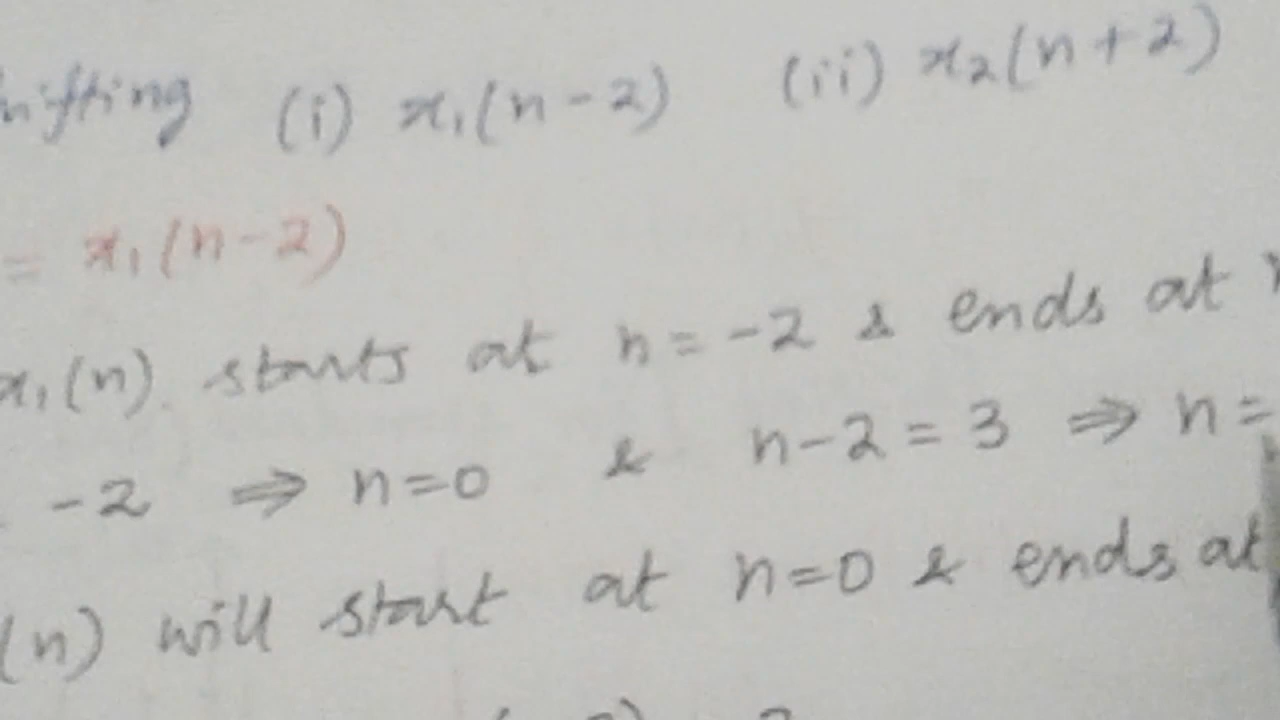 hifting (i) x₁(n-2) (ii) x₂(n+2)
= x₁(n-2)
x₁(n) starts at n=-2 & ends at
-2 ⇒ n=0 & n-2=3 ⇒ n=
(n) will start at n=0 & ends at